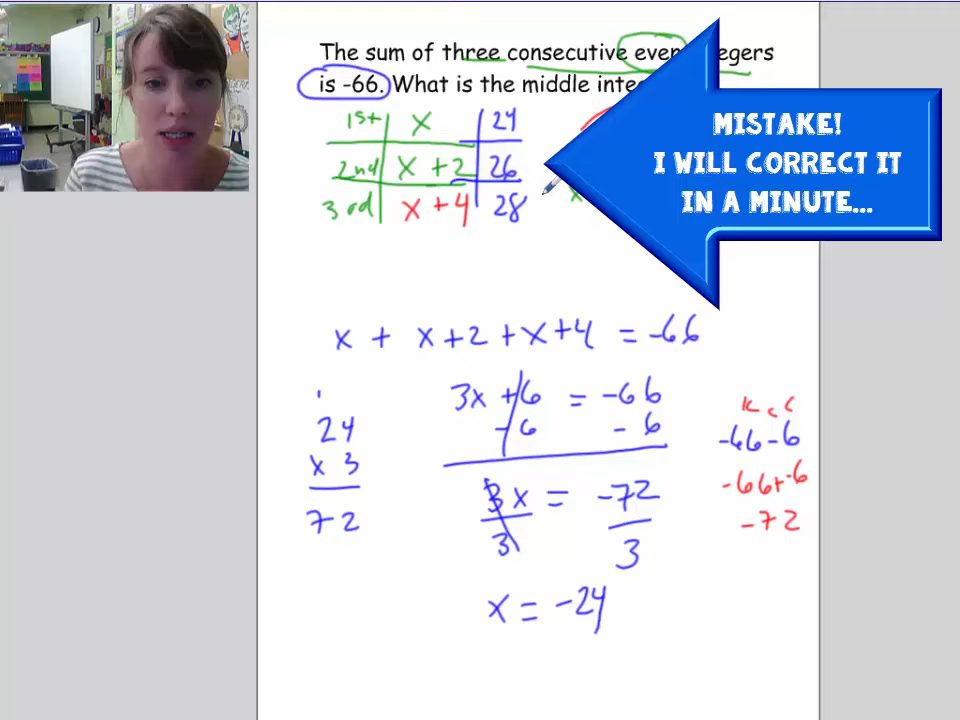 The sum of three consecutive even
is -66. What is the middle
MISTAKE!
I WILL CORRECT IT
IN A MINUTE...
1st x 24
2nd x + 2 26
3rd x + 4 28
x
x + x + 2 + x + 4 = -66
3x + 6 = -66
- 6 - 6
3x = -72
3 3
x = -24
1
24
x 3
72
K C C
-66 - 6
-66 + -6
-72